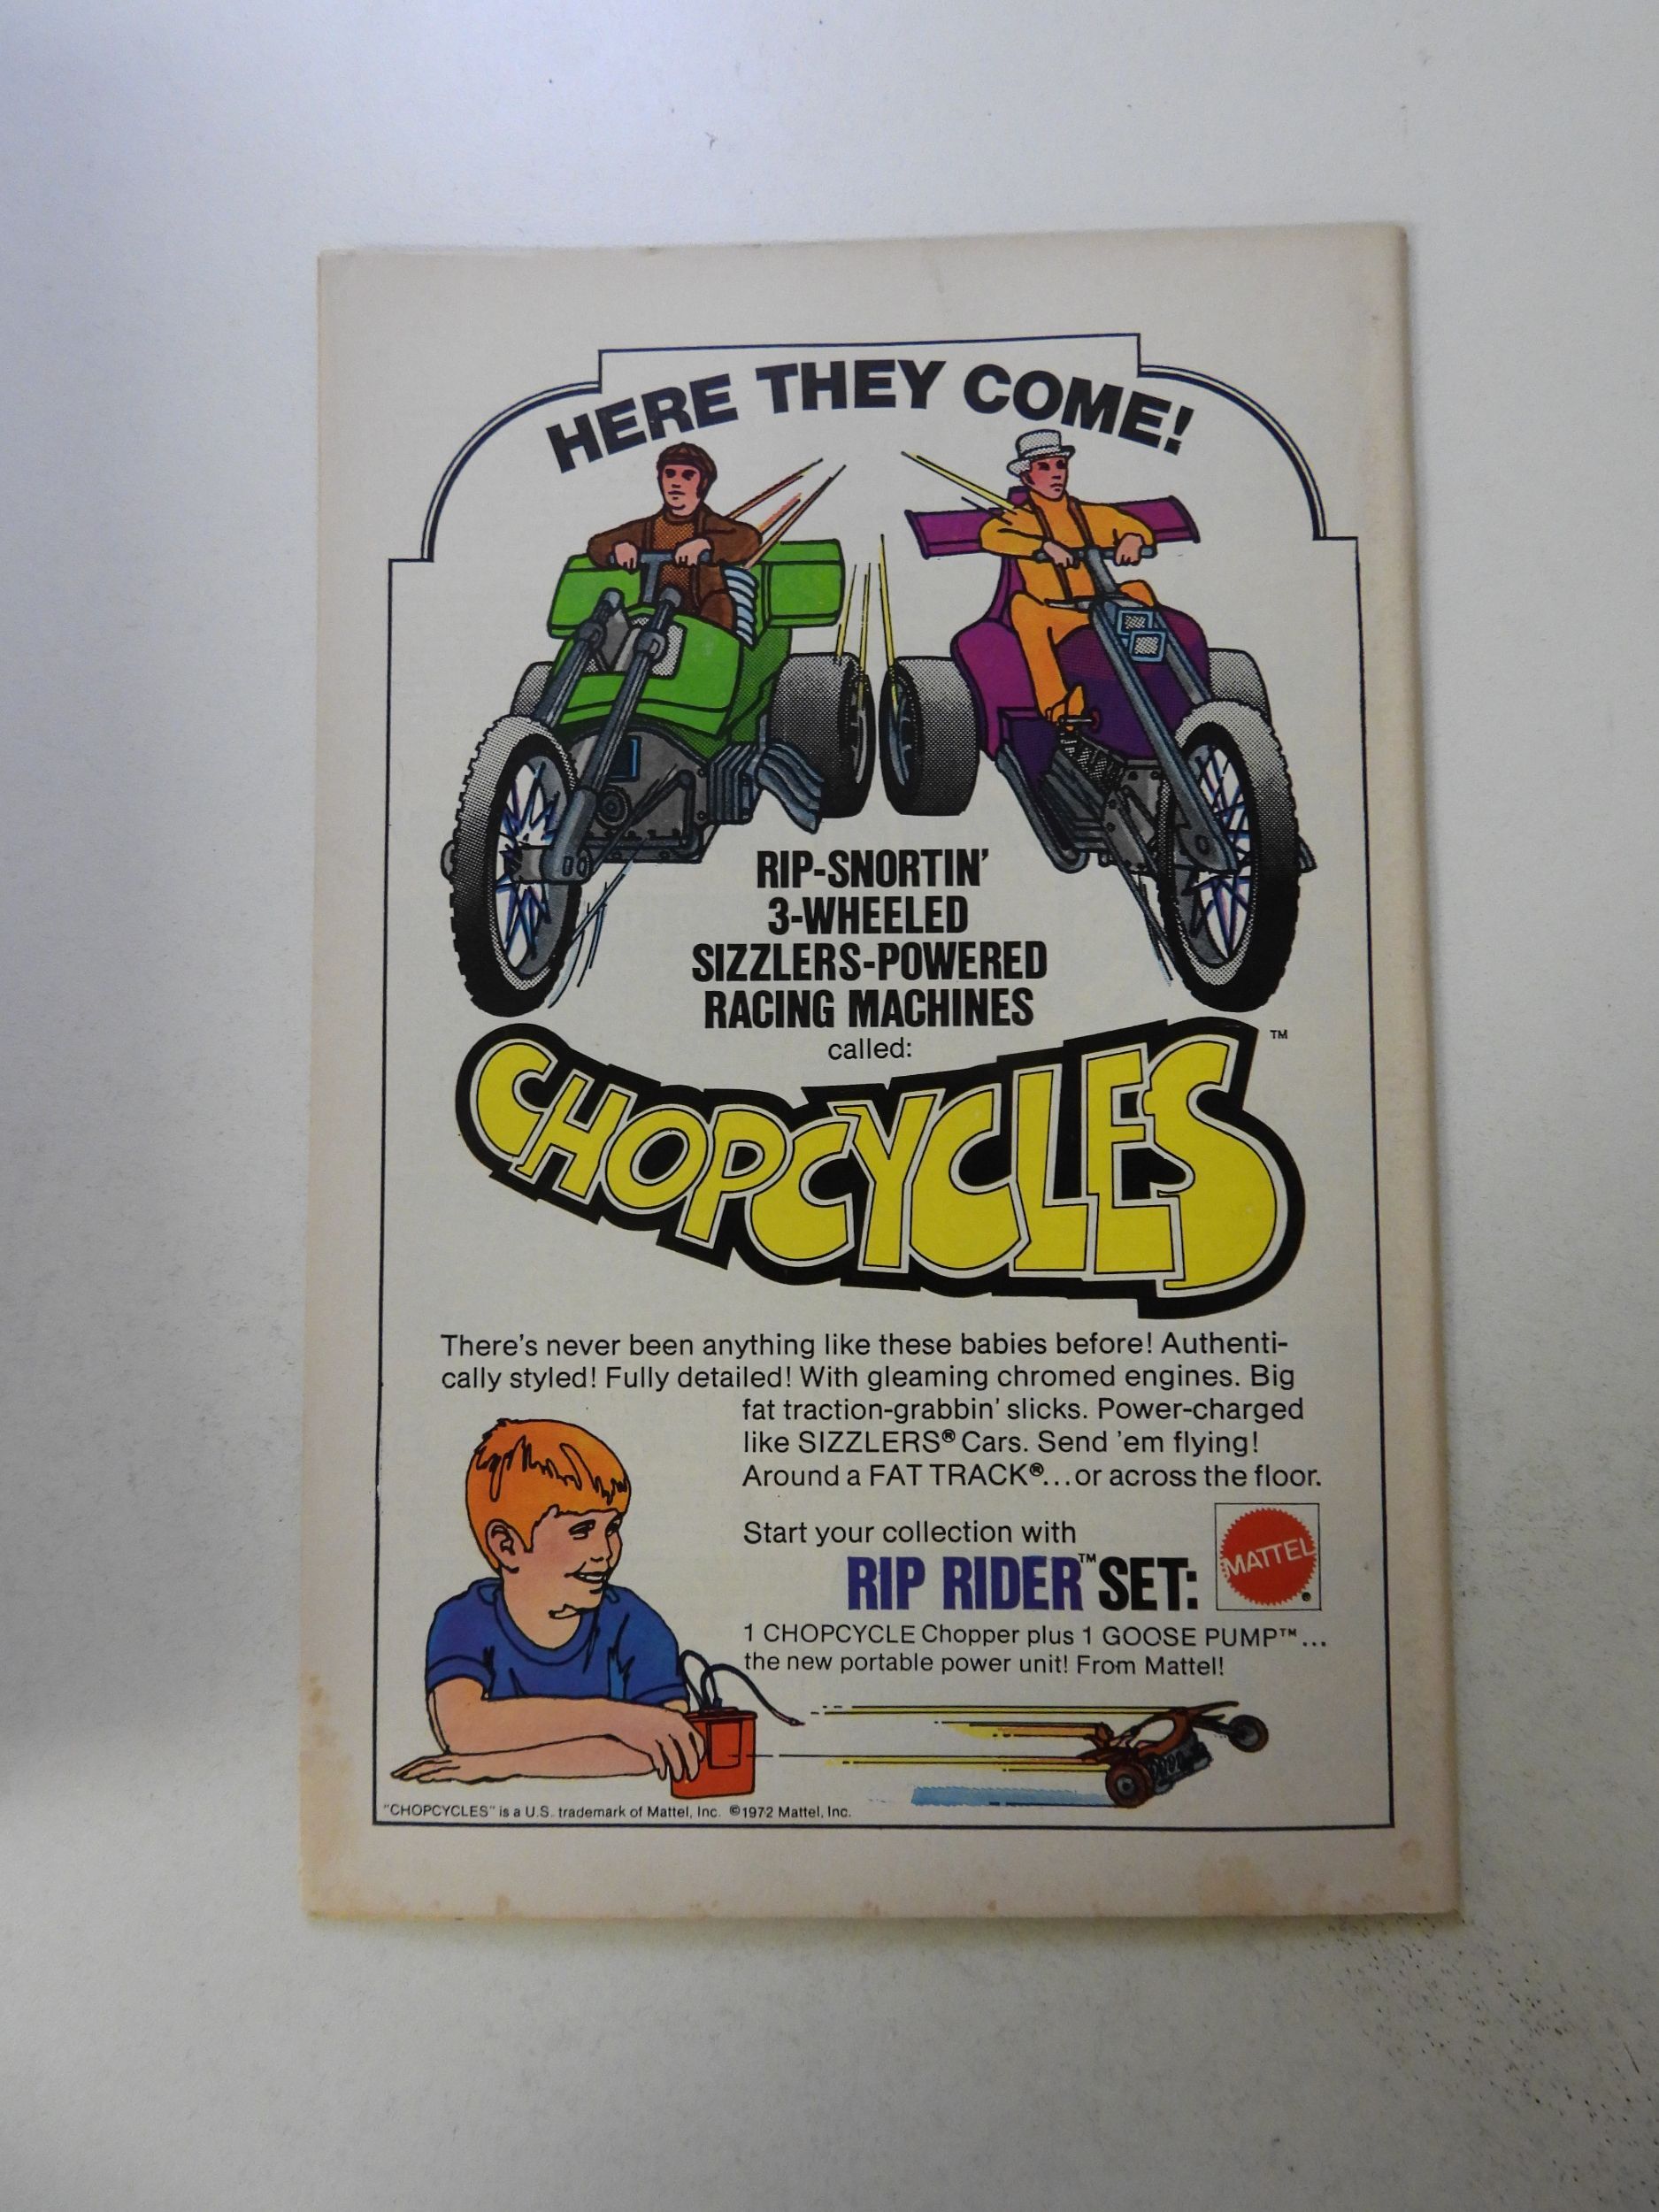 HERE THEY COME!
RIP-SNORTIN'
3-WHEELED
SIZZLERS-POWERED
RACING MACHINES
called:
CHOPCYCLES™
There's never been anything like these babies before! Authenti-
cally styled! Fully detailed! With gleaming chromed engines. Big
fat traction-grabbin' slicks. Power-charged
like SIZZLERS® Cars. Send 'em flying!
Around a FAT TRACK®...or across the floor.
Start your collection with
RIP RIDER™ SET:
MATTEL®
1 CHOPCYCLE Chopper plus 1 GOOSE PUMP™...
the new portable power unit! From Mattel!
"CHOPCYCLES" is a U.S. trademark of Mattel, Inc. ©1972 Mattel, Inc.